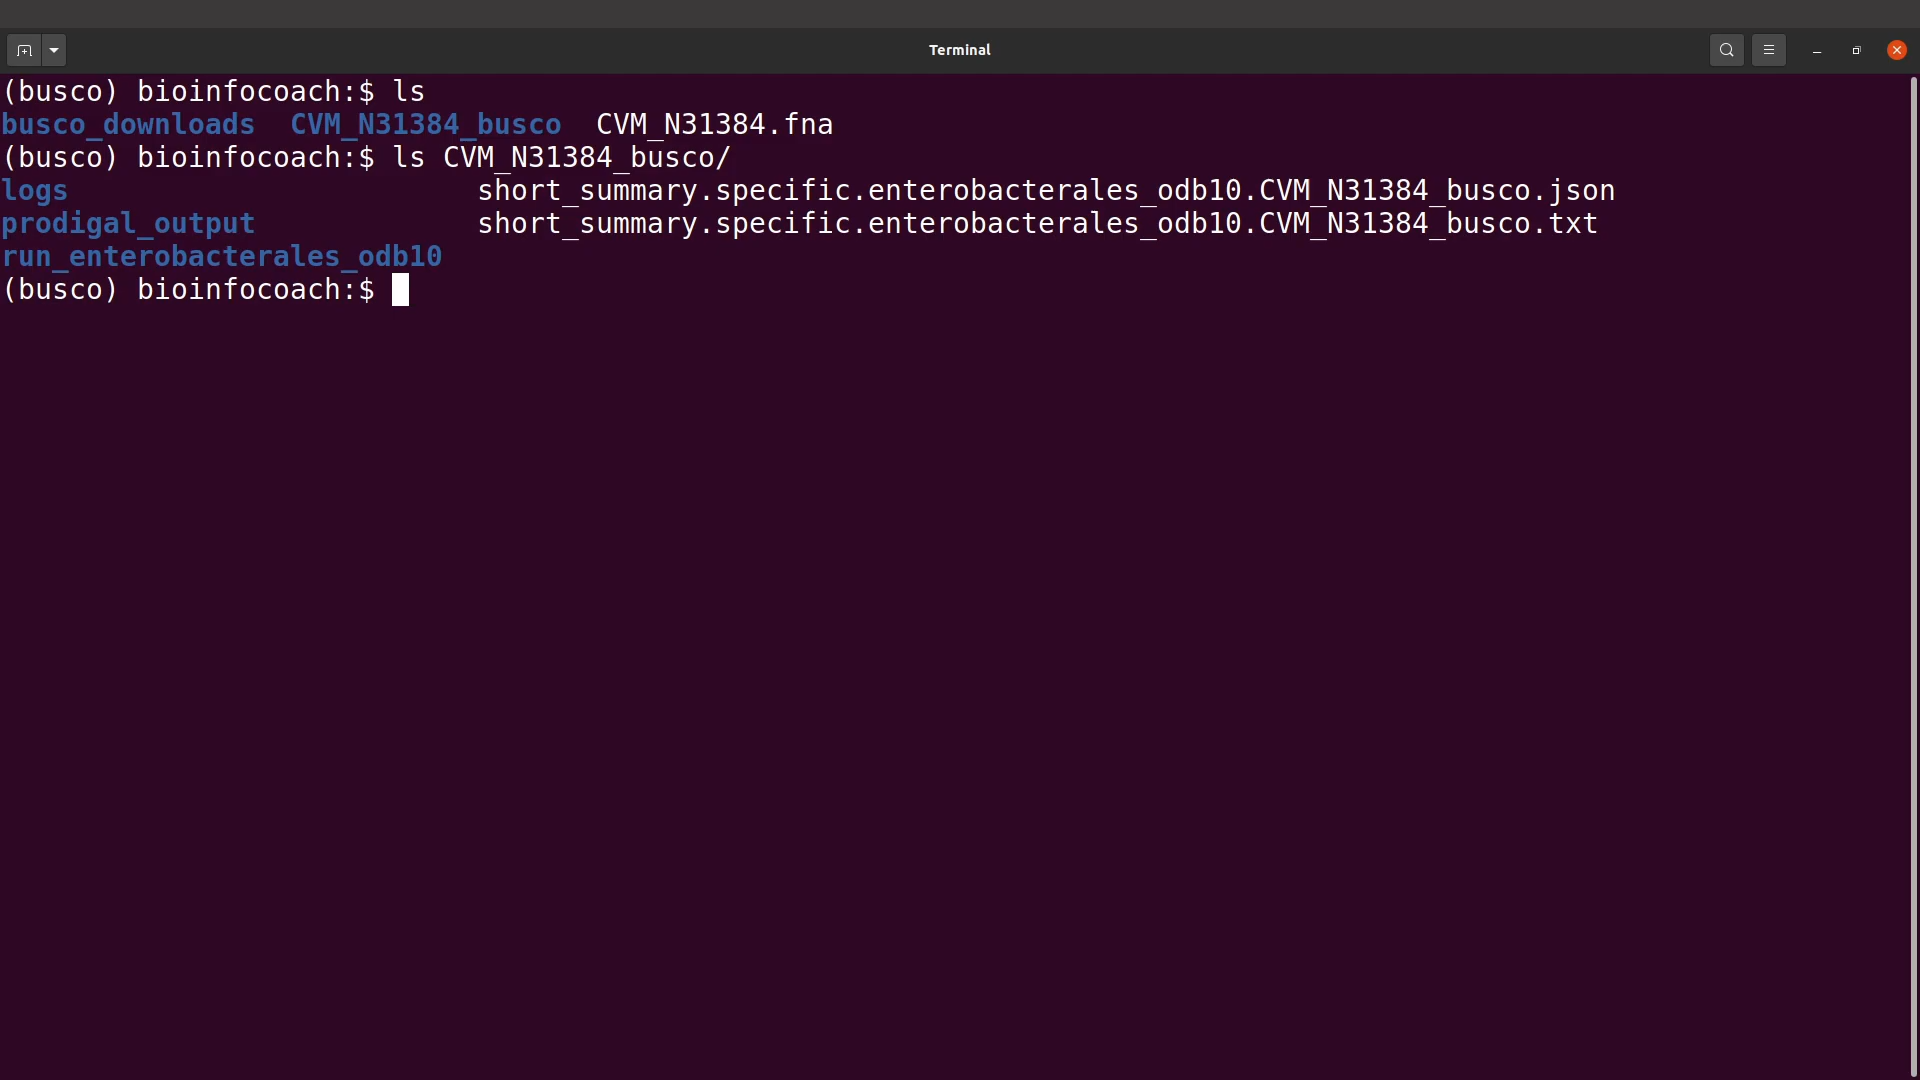 Terminal
(busco) bioinfocoach:$ ls
busco_downloads  CVM_N31384_busco  CVM_N31384.fna
(busco) bioinfocoach:$ ls CVM_N31384_busco/
logs                        short_summary.specific.enterobacterales_odb10.CVM_N31384_busco.json
prodigal_output             short_summary.specific.enterobacterales_odb10.CVM_N31384_busco.txt
run_enterobacterales_odb10
(busco) bioinfocoach:$